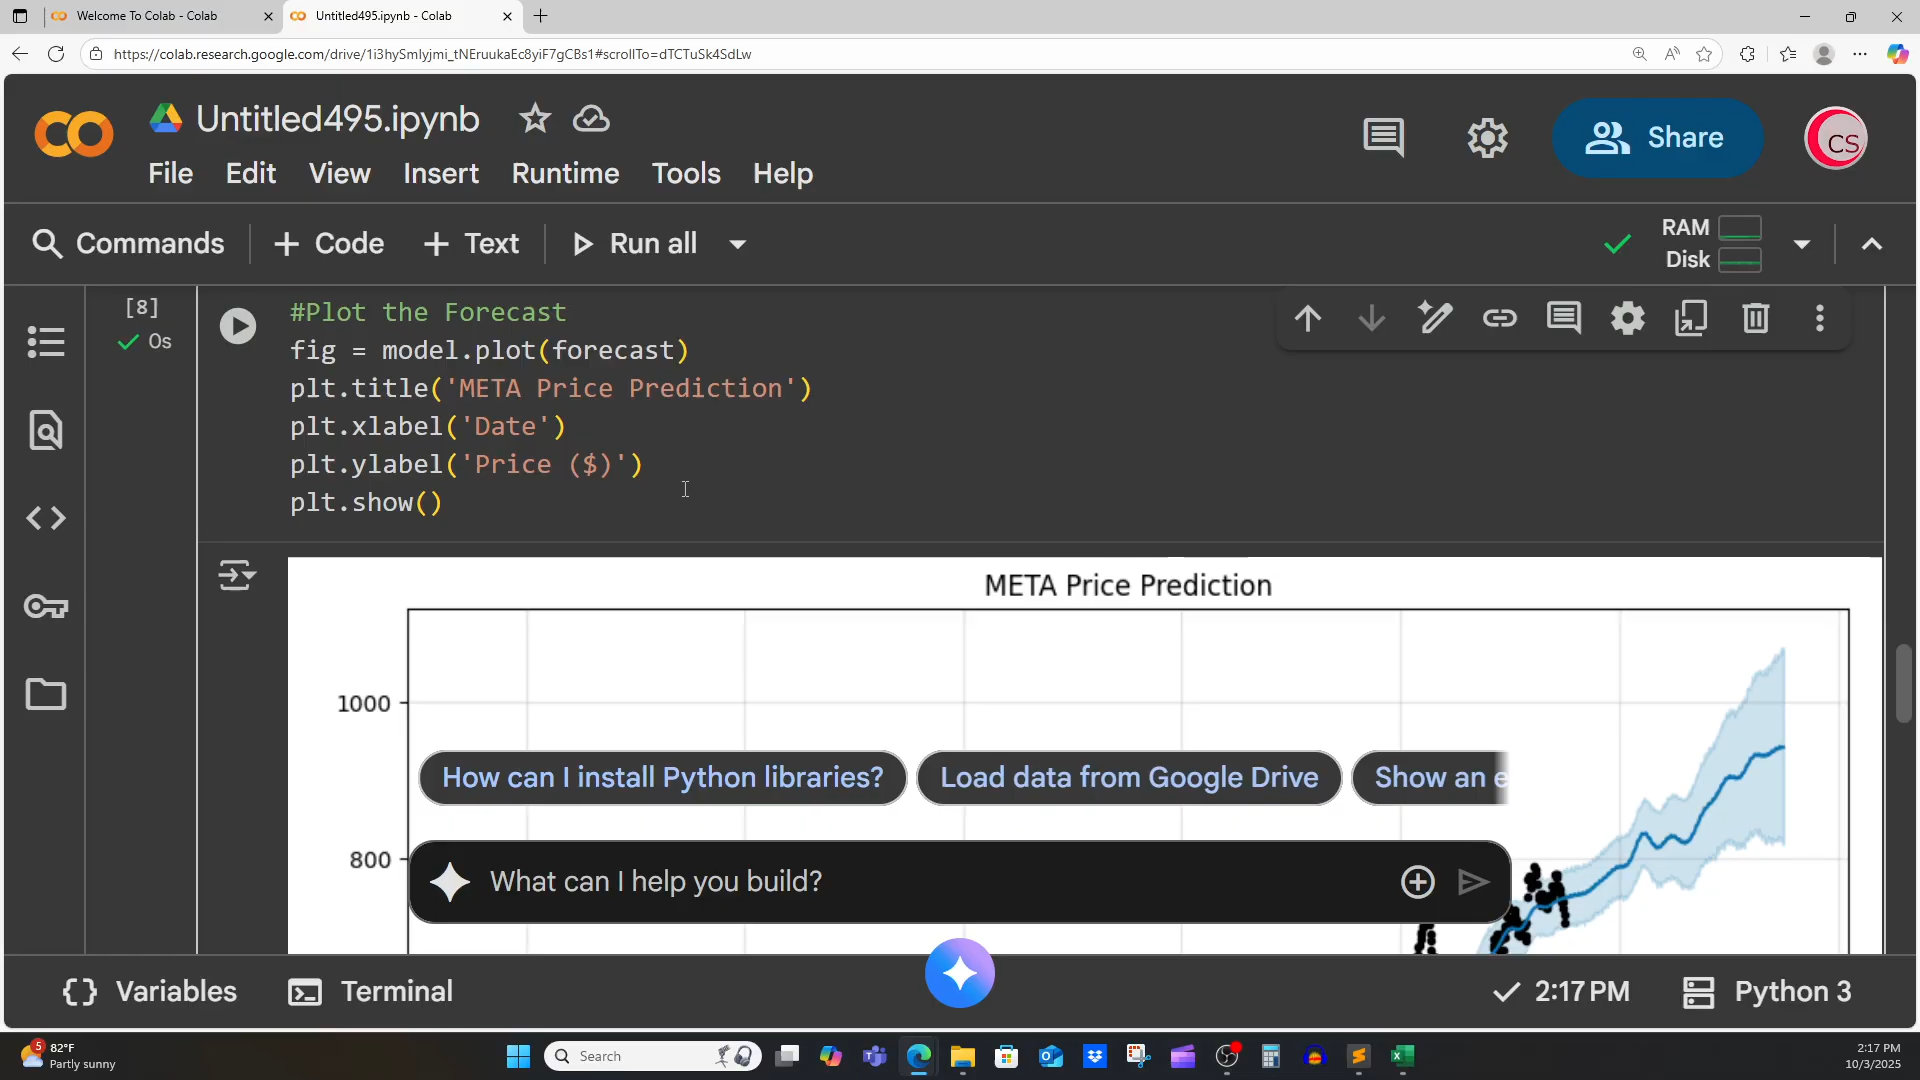 Welcome To Colab - Colab
Untitled495.ipynb - Colab
https://colab.research.google.com/drive/1i3hySmlyjmi_tNEruukaEc8yiF7gCBs1#scrollTo=dTCTuSk4SdLw
Untitled495.ipynb
Share
CS
File Edit View Insert Runtime Tools Help
Commands + Code + Text Run all
RAM
Disk
[8]
0s
#Plot the Forecast
fig = model.plot(forecast)
plt.title('META Price Prediction')
plt.xlabel('Date')
plt.ylabel('Price ($)')
plt.show()
META Price Prediction
1000
How can I install Python libraries? Load data from Google Drive Show an e
800
What can I help you build?
{} Variables Terminal 2:17 PM Python 3
5
82°F
Partly sunny
Search
2:17 PM
10/3/2025